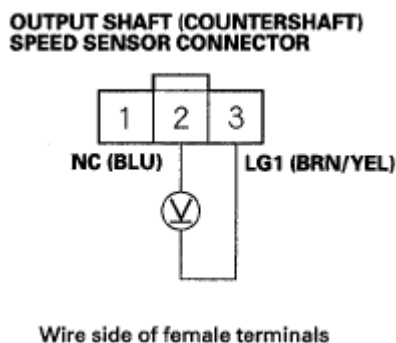 OUTPUT SHAFT (COUNTERSHAFT)
SPEED SENSOR CONNECTOR
1 2 3
NC (BLU) LG1 (BRN/YEL)
V
Wire side of female terminals